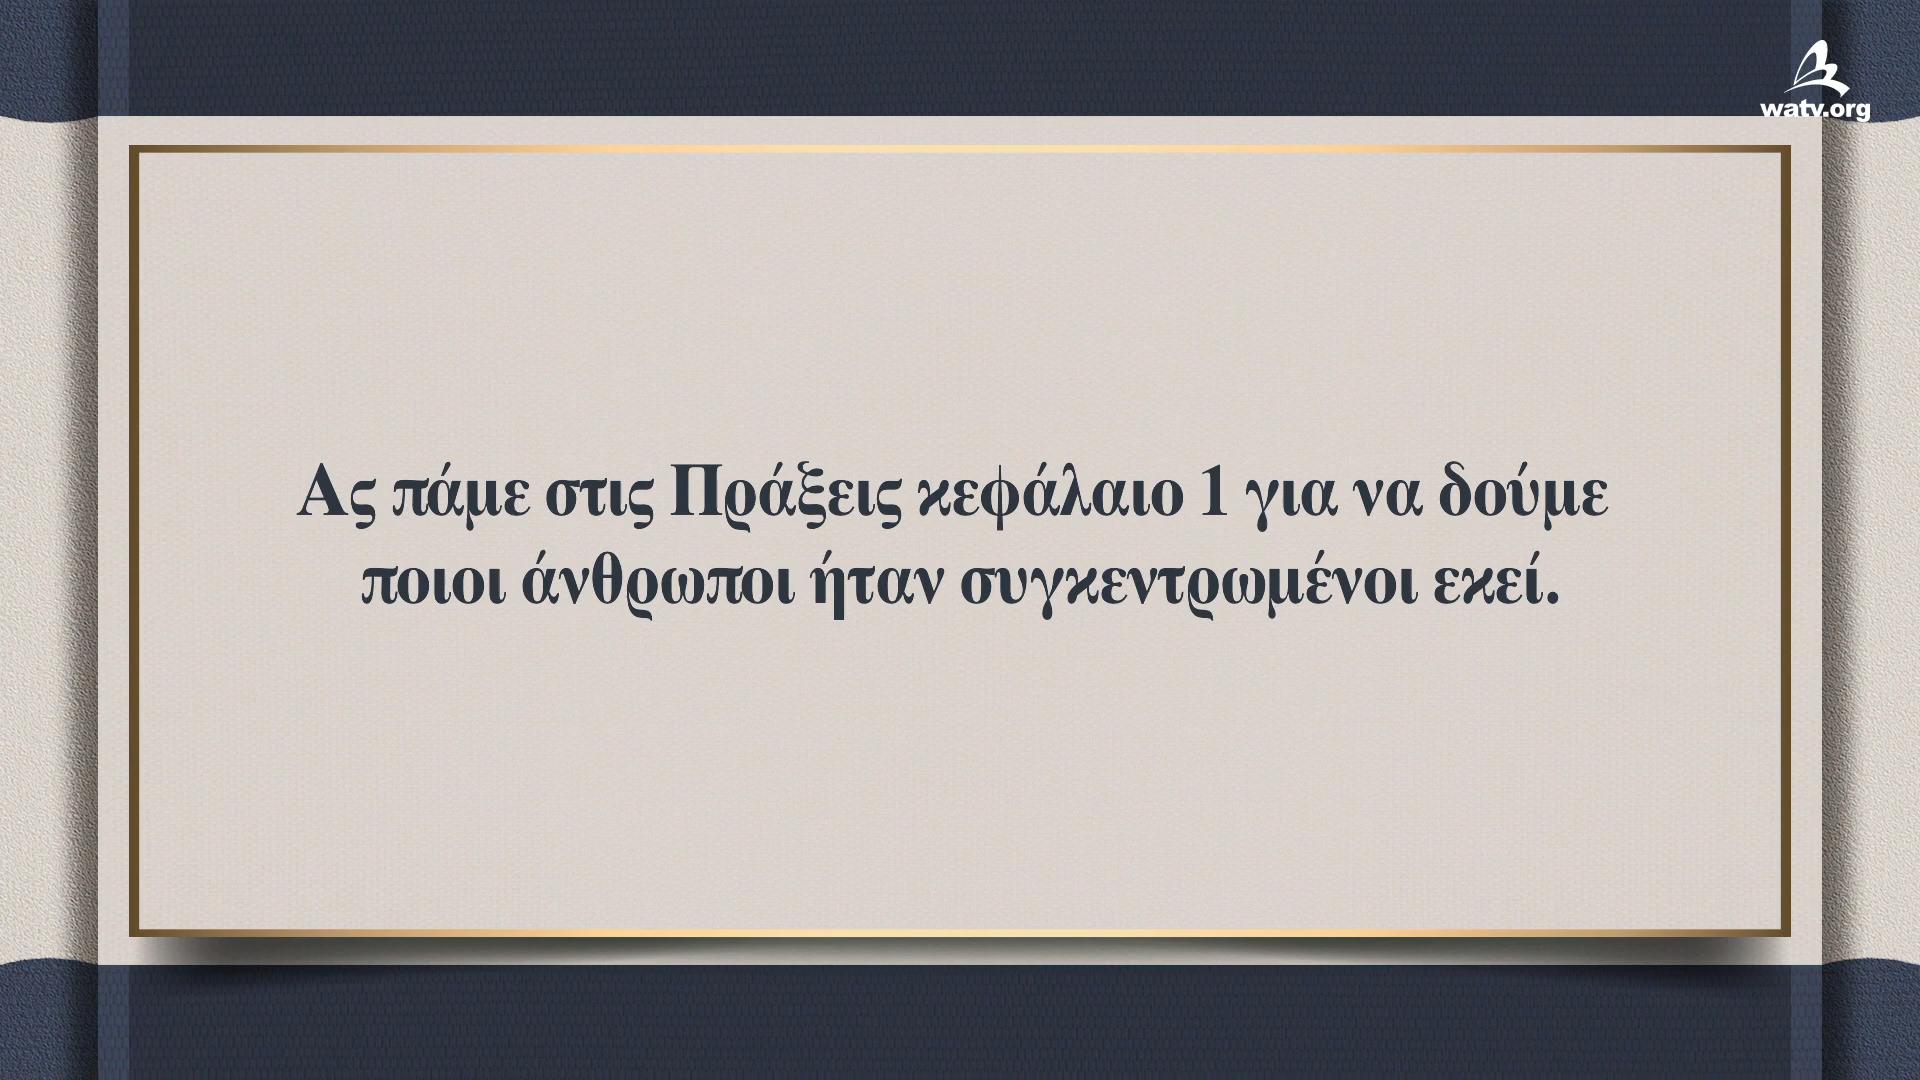 watv.org
Ας πάμε στις Πράξεις κεφάλαιο 1 για να δούμε
ποιοι άνθρωποι ήταν συγκεντρωμένοι εκεί.